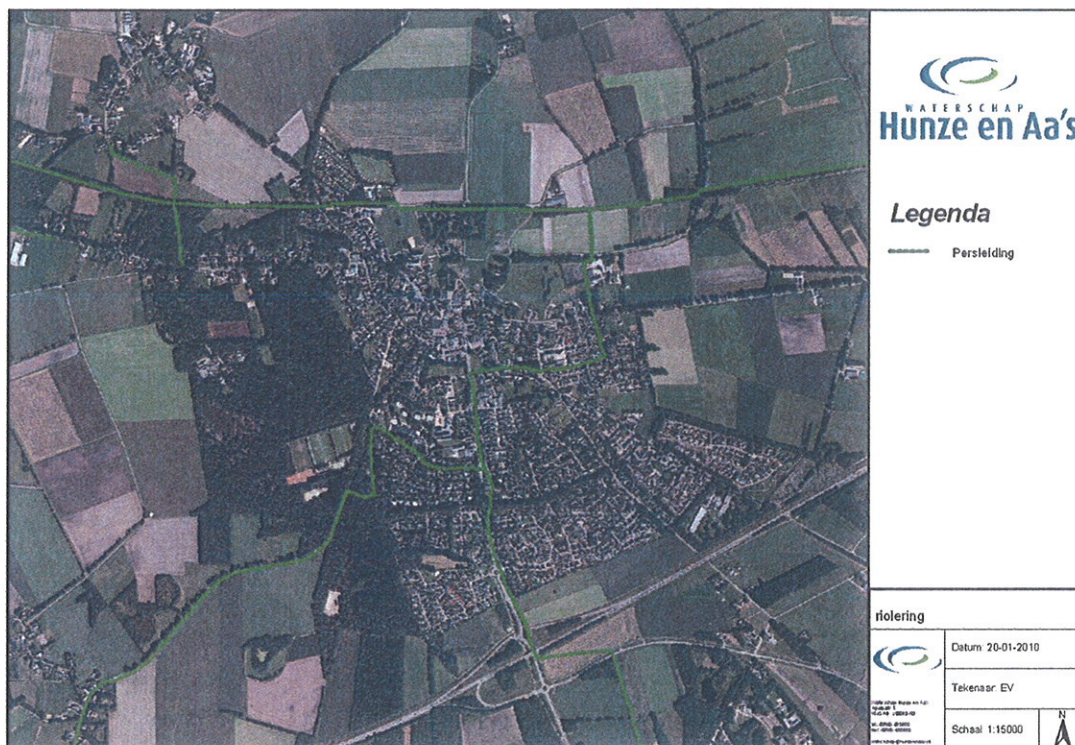 WATERSCHAP
Hunze en Aa's
Legenda
Persleiding
riolering
Datum 20-01-2010
Tekenaar: EV
Schaal 1:15000
N